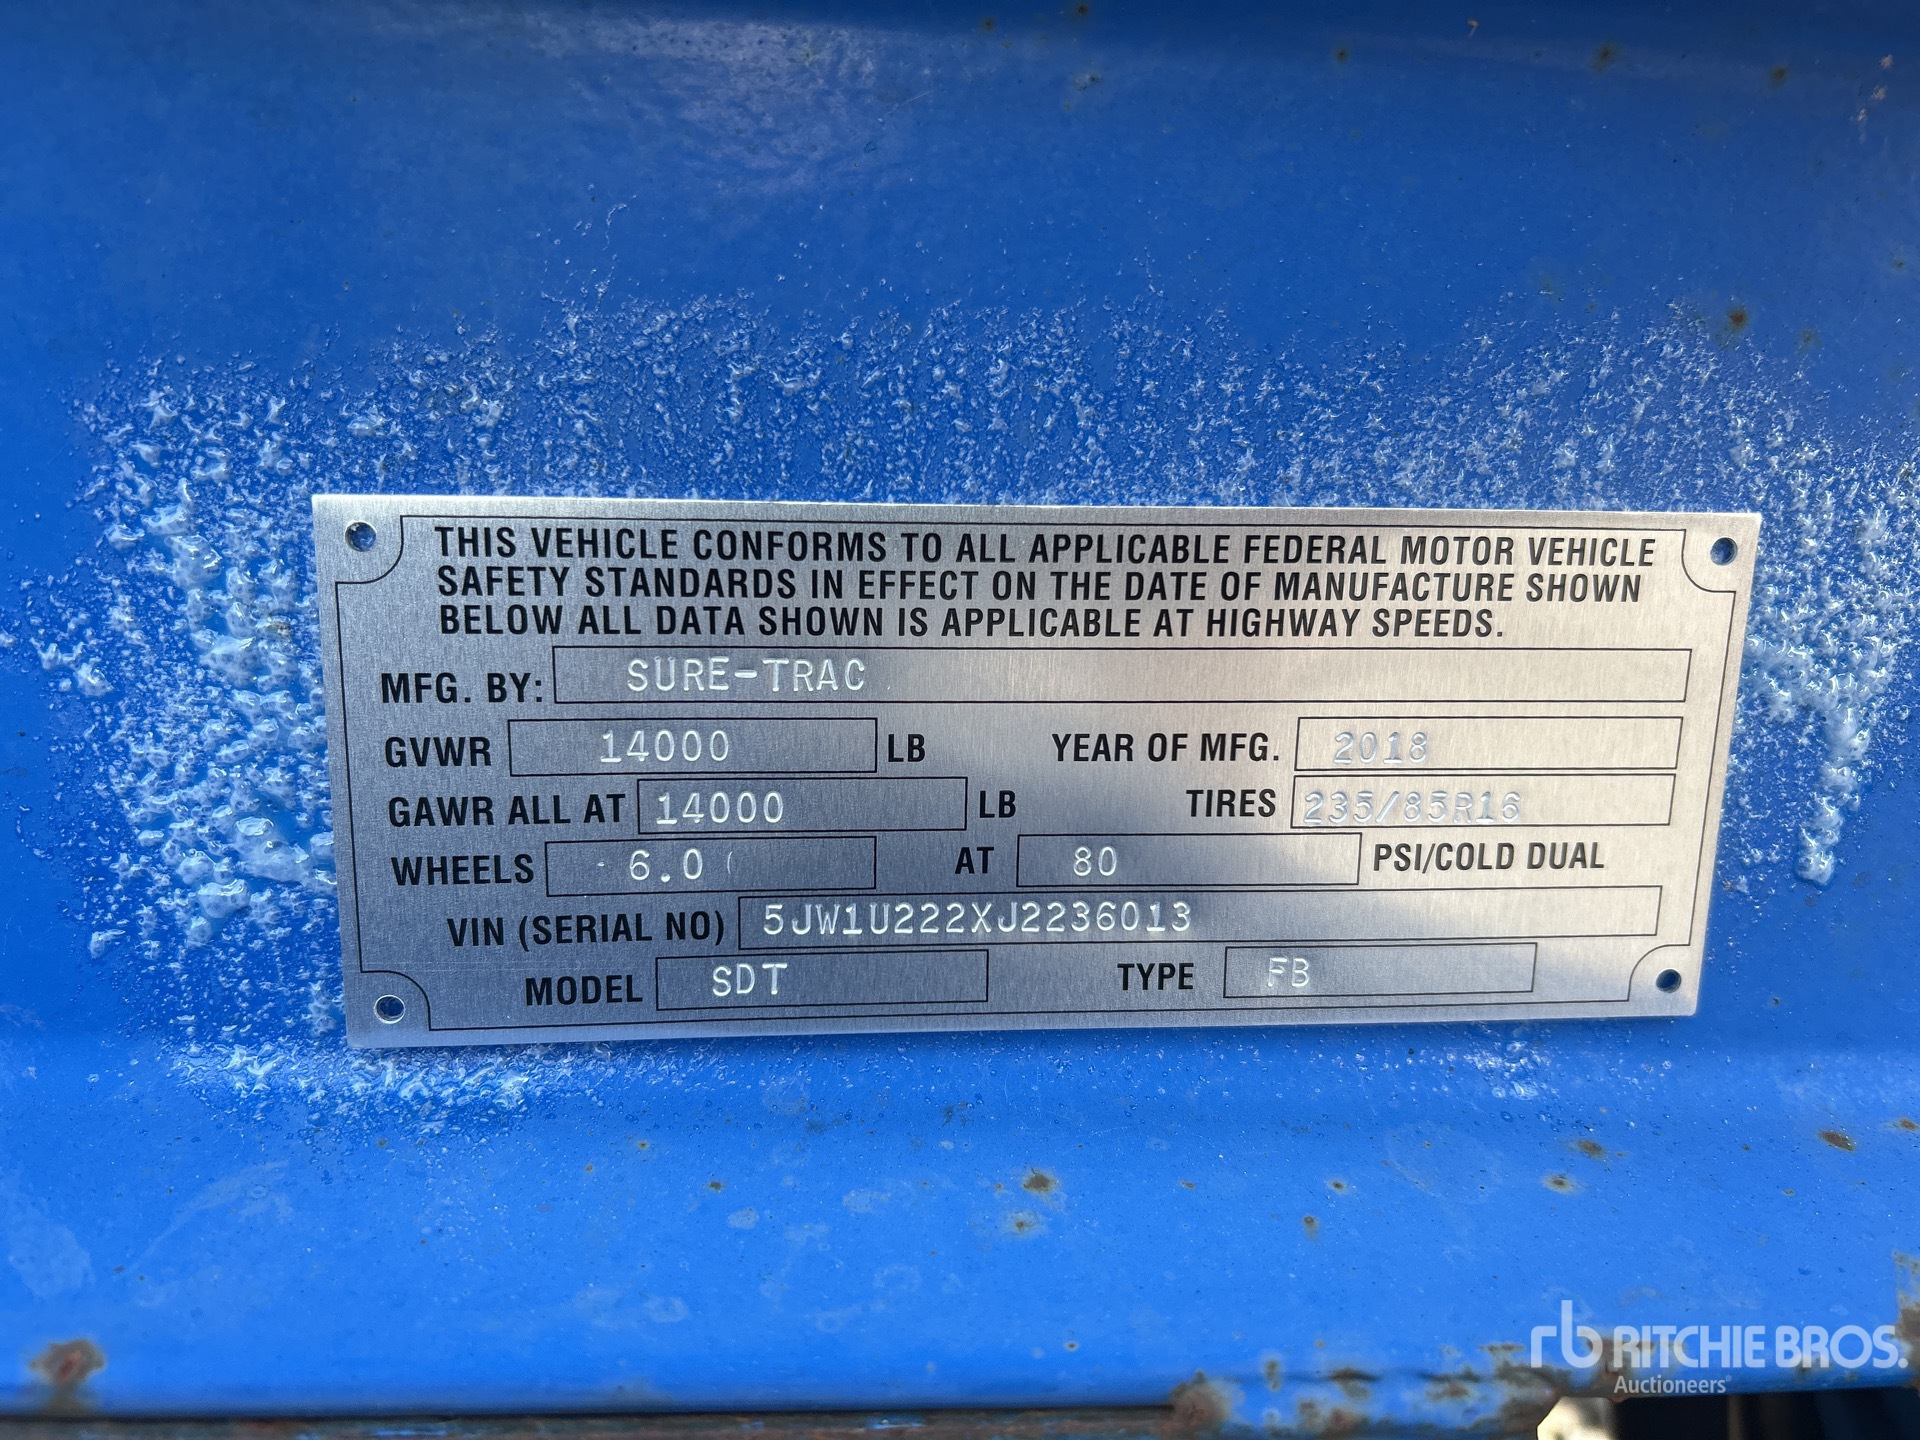 THIS VEHICLE CONFORMS TO ALL APPLICABLE FEDERAL MOTOR VEHICLE
SAFETY STANDARDS IN EFFECT ON THE DATE OF MANUFACTURE SHOWN
BELOW ALL DATA SHOWN IS APPLICABLE AT HIGHWAY SPEEDS.
MFG. BY: SURE-TRAC
GVWR 14000 LB YEAR OF MFG. 2018
GAWR ALL AT 14000 LB TIRES 235/85R16
WHEELS 6.0 AT 80 PSI/COLD DUAL
VIN (SERIAL NO) 5JW1U222XJ2236013
MODEL SDT TYPE FB
rb RITCHIE BROS.
Auctioneers